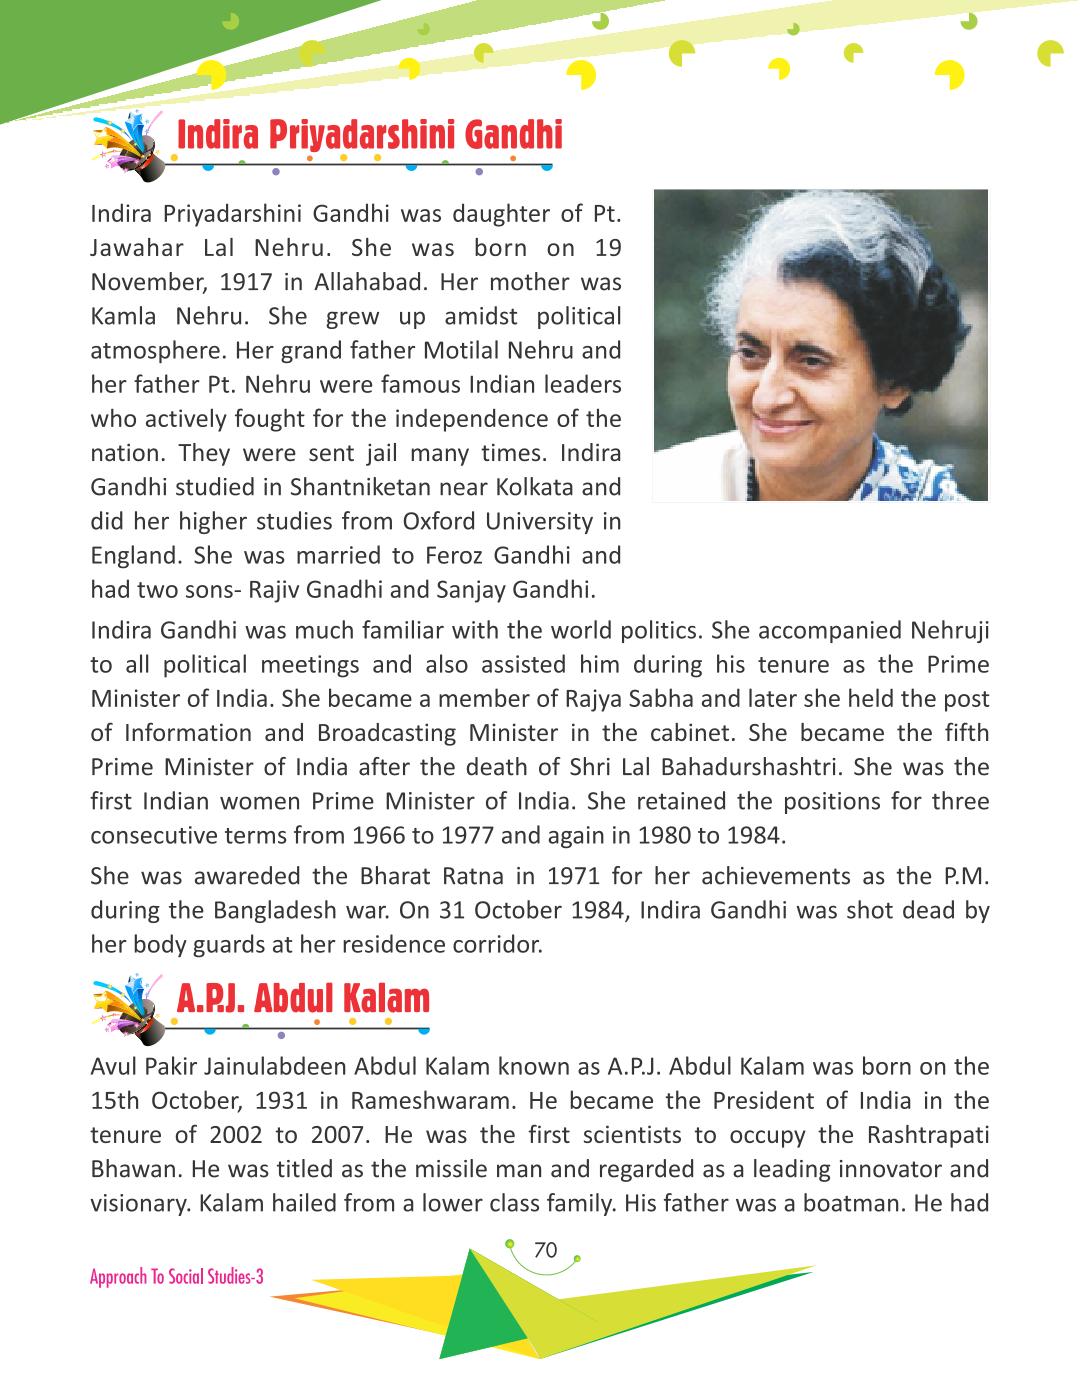 Indira Priyadarshini Gandhi
Indira Priyadarshini Gandhi was daughter of Pt.
Jawahar Lal Nehru. She was born on 19
November, 1917 in Allahabad. Her mother was
Kamla Nehru. She grew up amidst political
atmosphere. Her grand father Motilal Nehru and
her father Pt. Nehru were famous Indian leaders
who actively fought for the independence of the
nation. They were sent jail many times. Indira
Gandhi studied in Shantniketan near Kolkata and
did her higher studies from Oxford University in
England. She was married to Feroz Gandhi and
had two sons- Rajiv Gnadhi and Sanjay Gandhi.
Indira Gandhi was much familiar with the world politics. She accompanied Nehruji
to all political meetings and also assisted him during his tenure as the Prime
Minister of India. She became a member of Rajya Sabha and later she held the post
of Information and Broadcasting Minister in the cabinet. She became the fifth
Prime Minister of India after the death of Shri Lal Bahadurshashtri. She was the
first Indian women Prime Minister of India. She retained the positions for three
consecutive terms from 1966 to 1977 and again in 1980 to 1984.
She was awareded the Bharat Ratna in 1971 for her achievements as the P.M.
during the Bangladesh war. On 31 October 1984, Indira Gandhi was shot dead by
her body guards at her residence corridor.
A.P.J. Abdul Kalam
Avul Pakir Jainulabdeen Abdul Kalam known as A.P.J. Abdul Kalam was born on the
15th October, 1931 in Rameshwaram. He became the President of India in the
tenure of 2002 to 2007. He was the first scientists to occupy the Rashtrapati
Bhawan. He was titled as the missile man and regarded as a leading innovator and
visionary. Kalam hailed from a lower class family. His father was a boatman. He had
70
Approach To Social Studies-3